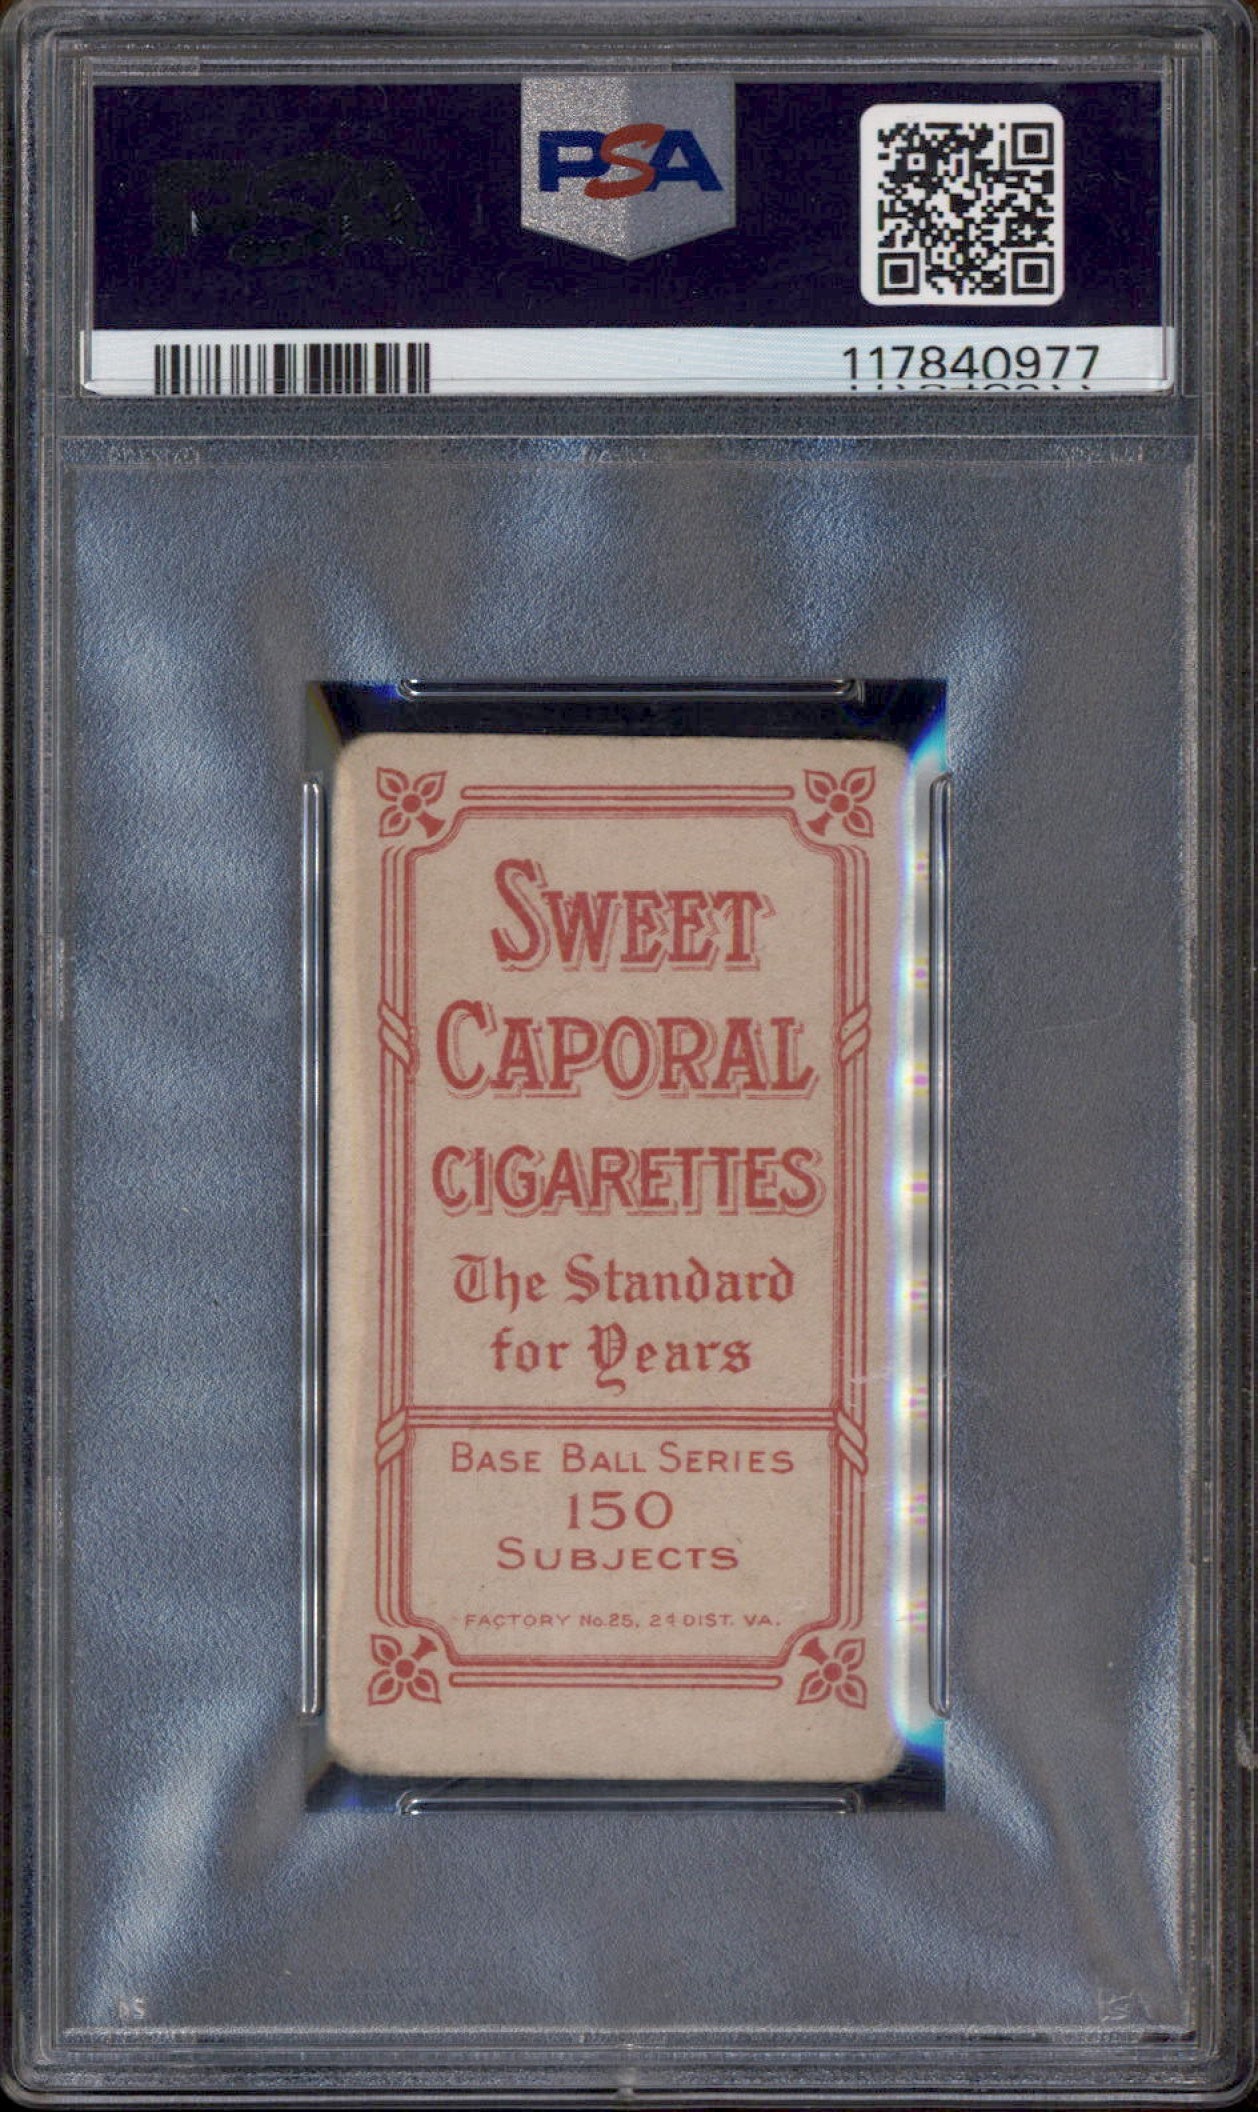 PSA
PSA
117840977
SWEET
CAPORAL
CIGARETTES
The Standard
for Years
BASE BALL SERIES
150
SUBJECTS
FACTORY No. 25, 2d DIST. VA.